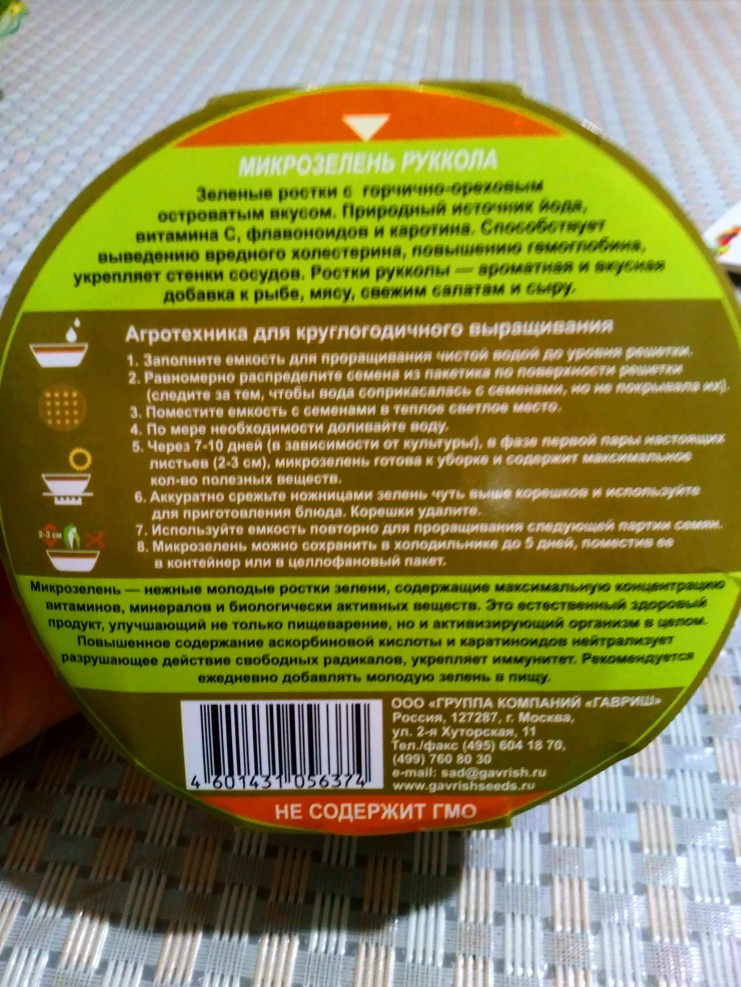 МИКРОЗЕЛЕНЬ РУККОЛА
Зеленые ростки с горчично-ореховым
островатым вкусом. Природный источник йода,
витамина С, флавоноидов и каротина. Способствует
выведению вредного холестерина, повышению гемоглобина,
укрепляет стенки сосудов. Ростки рукколы — ароматная и вкусная
добавка к рыбе, мясу, свежим салатам и сыру.
Агротехника для круглогодичного выращивания
1. Заполните емкость для проращивания чистой водой до уровня решетки.
2. Равномерно распределите семена из пакетика по поверхности решетки
(следите за тем, чтобы вода соприкасалась с семенами, но не покрывала их).
3. Поместите емкость с семенами в теплое светлое место.
4. По мере необходимости доливайте воду.
5. Через 7-10 дней (в зависимости от культуры), в фазе первой пары настоящих
листьев (2-3 см), микрозелень готова к уборке и содержит максимальное
кол-во полезных веществ.
6. Аккуратно срежьте ножницами зелень чуть выше корешков и используйте
для приготовления блюда. Корешки удалите.
7. Используйте емкость повторно для проращивания следующей партии семян.
2-3 см
8. Микрозелень можно сохранить в холодильнике до 5 дней, поместив ее
в контейнер или в целлофановый пакет.
Микрозелень — нежные молодые ростки зелени, содержащие максимальную концентрацию
витаминов, минералов и биологически активных веществ. Это естественный здоровый
продукт, улучшающий не только пищеварение, но и активизирующий организм в целом.
Повышенное содержание аскорбиновой кислоты и каратиноидов нейтрализует
разрушающее действие свободных радикалов, укрепляет иммунитет. Рекомендуется
ежедневно добавлять молодую зелень в пищу.
ООО «ГРУППА КОМПАНИЙ «ГАВРИШ»
Россия, 127287, г. Москва,
ул. 2-я Хуторская, 11
Тел./факс (495) 604 18 70,
(499) 760 80 30
e-mail: sad@gavrish.ru
www.gavrishseeds.ru
4 601431 056374
НЕ СОДЕРЖИТ ГМО